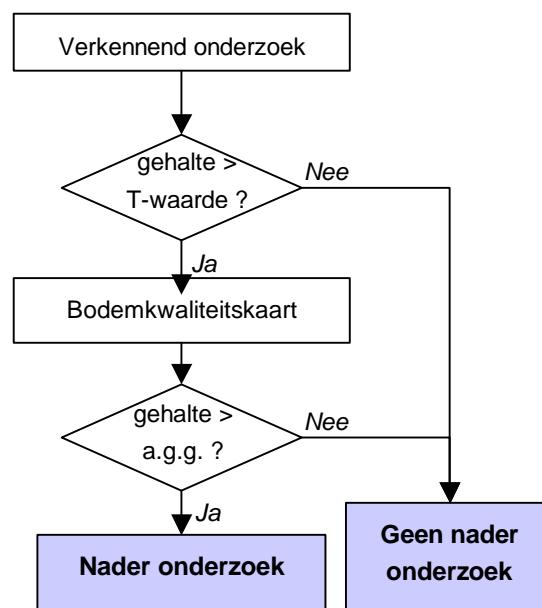 Verkennend onderzoek
gehalte >
T-waarde ?
Nee
Ja
Bodemkwaliteitskaart
gehalte >
a.g.g. ?
Nee
Ja
Nader onderzoek
Geen nader
onderzoek